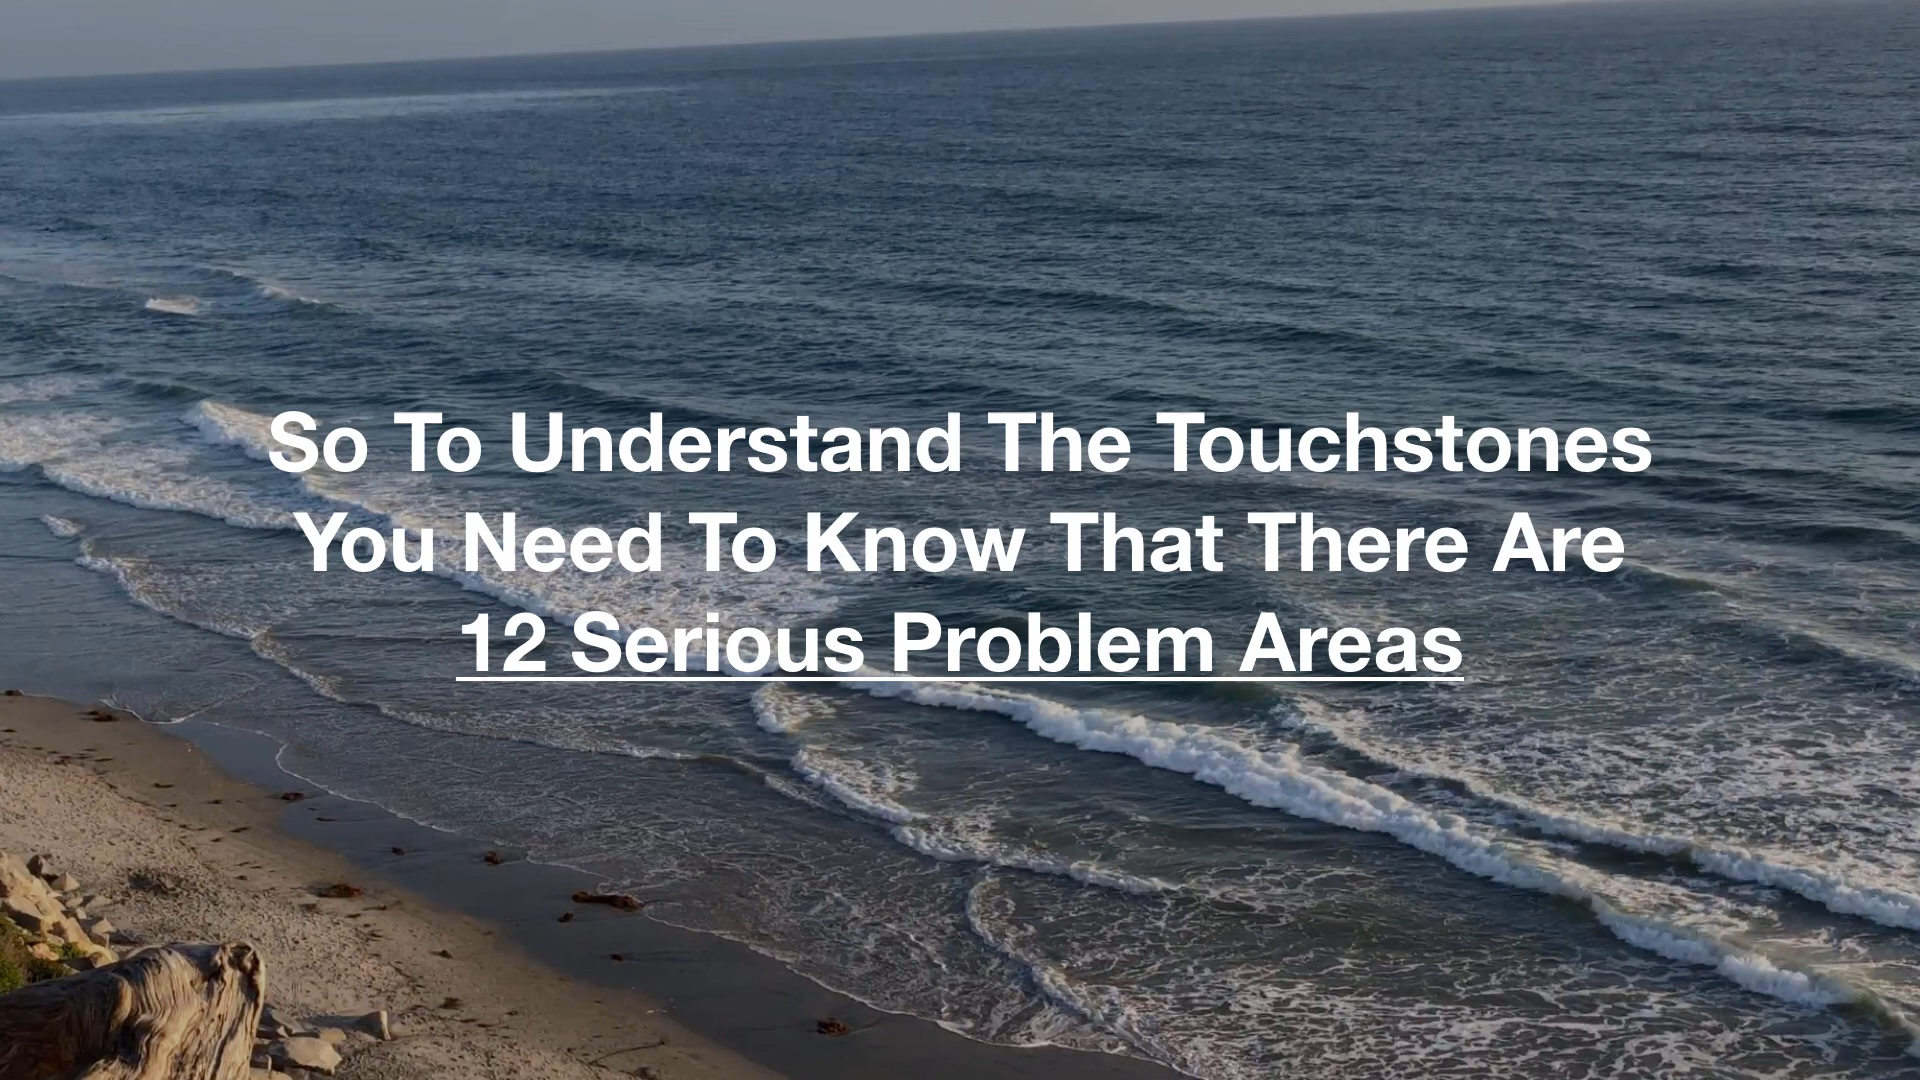 So To Understand The Touchstones
You Need To Know That There Are
12 Serious Problem Areas